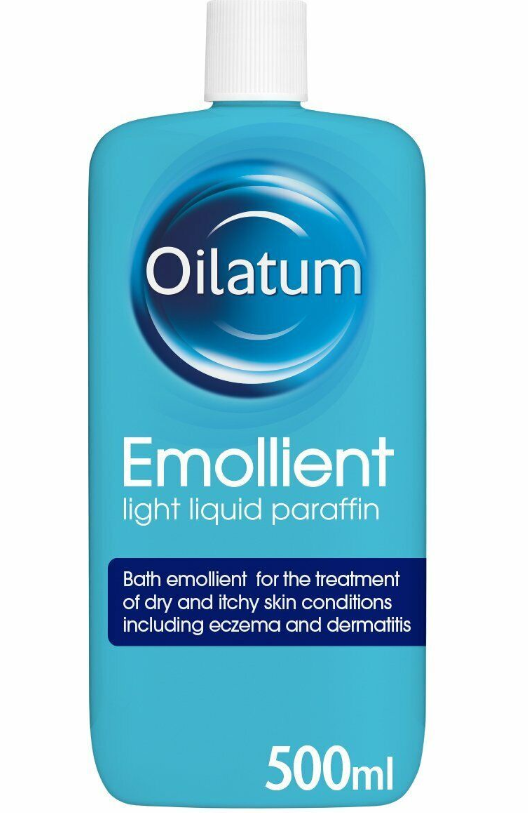 Oilatum
Emollient
light liquid paraffin
Bath emollient for the treatment
of dry and itchy skin conditions
including eczema and dermatitis
500ml